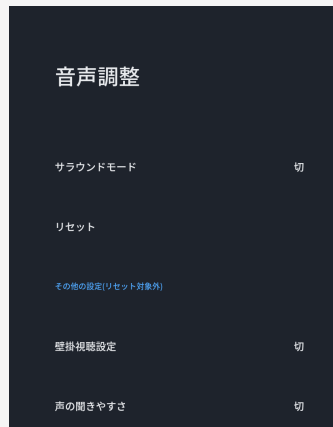 音声調整
サラウンドモード 切
リセット
その他の設定(リセット対象外)
壁掛視聴設定 切
声の聞きやすさ 切